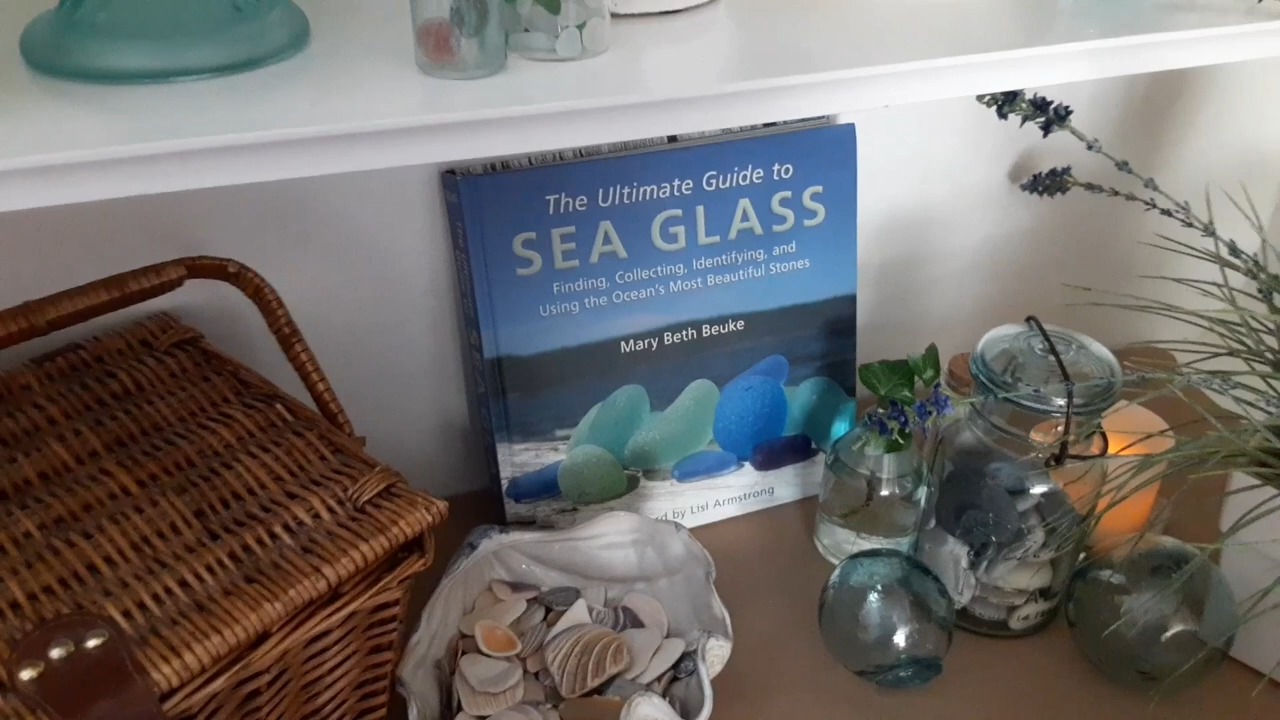 The Ultimate Guide to
SEA GLASS
Finding, Collecting, Identifying, and
Using the Ocean's Most Beautiful Stones
Mary Beth Beuke
by Lisl Armstrong